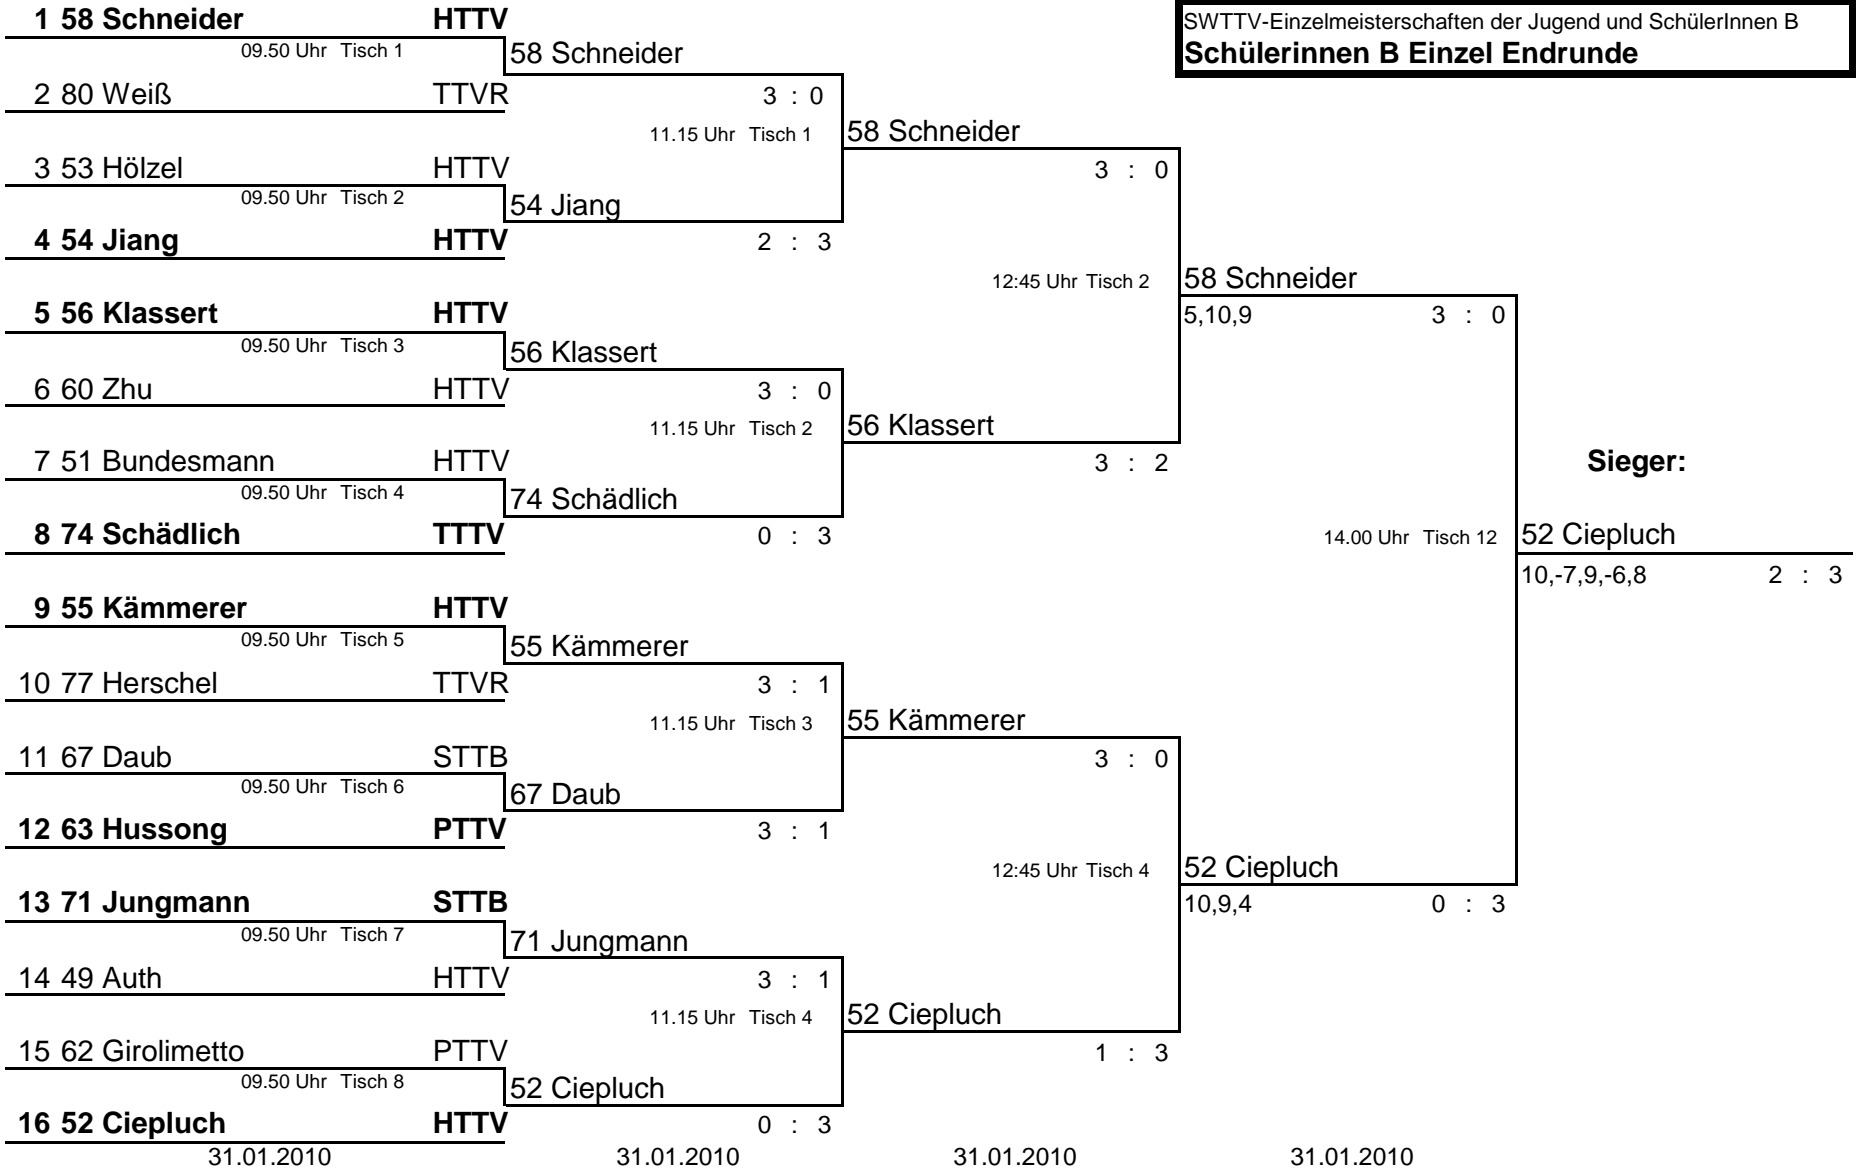 1 58 Schneider HTTV
SWTTV-Einzelmeisterschaften der Jugend und SchülerInnen B
09.50 Uhr Tisch 1
58 Schneider
Schülerinnen B Einzel Endrunde
2 80 Weiß TTVR
3 : 0
11.15 Uhr Tisch 1
58 Schneider
3 53 Hölzel HTTV
3 : 0
09.50 Uhr Tisch 2
54 Jiang
4 54 Jiang HTTV
2 : 3
12:45 Uhr Tisch 2
58 Schneider
5 56 Klassert HTTV
5,10,9 3 : 0
09.50 Uhr Tisch 3
56 Klassert
6 60 Zhu HTTV
3 : 0
11.15 Uhr Tisch 2
56 Klassert
7 51 Bundesmann HTTV
3 : 2
Sieger:
09.50 Uhr Tisch 4
74 Schädlich
8 74 Schädlich TTTV
0 : 3
14.00 Uhr Tisch 12
52 Ciepluch
10,-7,9,-6,8 2 : 3
9 55 Kämmerer HTTV
09.50 Uhr Tisch 5
55 Kämmerer
10 77 Herschel TTVR
3 : 1
11.15 Uhr Tisch 3
55 Kämmerer
11 67 Daub STTB
3 : 0
09.50 Uhr Tisch 6
67 Daub
12 63 Hussong PTTV
3 : 1
12:45 Uhr Tisch 4
52 Ciepluch
13 71 Jungmann STTB
10,9,4 0 : 3
09.50 Uhr Tisch 7
71 Jungmann
14 49 Auth HTTV
3 : 1
11.15 Uhr Tisch 4
52 Ciepluch
15 62 Girolimetto PTTV
1 : 3
09.50 Uhr Tisch 8
52 Ciepluch
16 52 Ciepluch HTTV
0 : 3
31.01.2010 31.01.2010 31.01.2010 31.01.2010